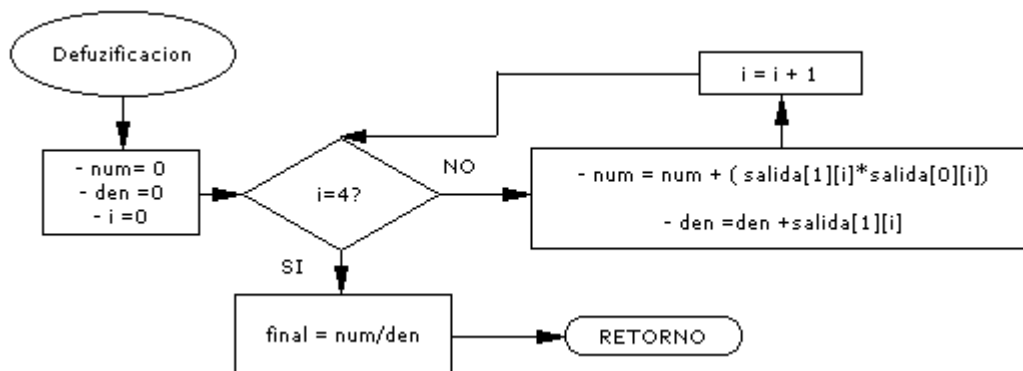 Defuzificacion
i = i + 1
- num= 0
- den =0
- i =0
i=4?
NO
- num = num + ( salida[1][i]*salida[0][i])
- den =den +salida[1][i]
SI
final = num/den
RETORNO